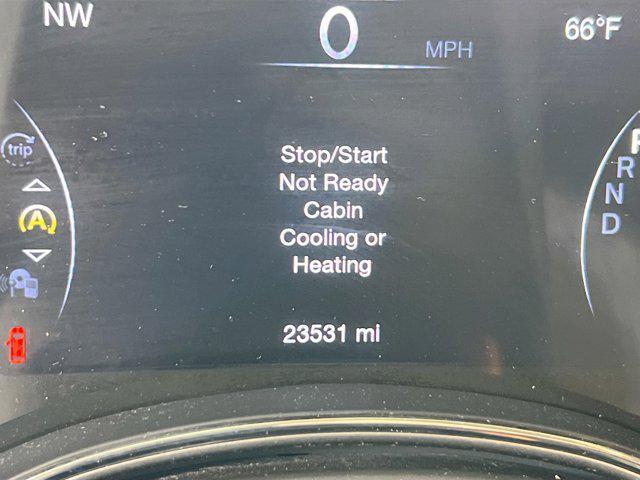 NW
0
MPH
66°F
trip
Stop/Start
Not Ready
Cabin
Cooling or
Heating
A
23531 mi
P
R
N
D